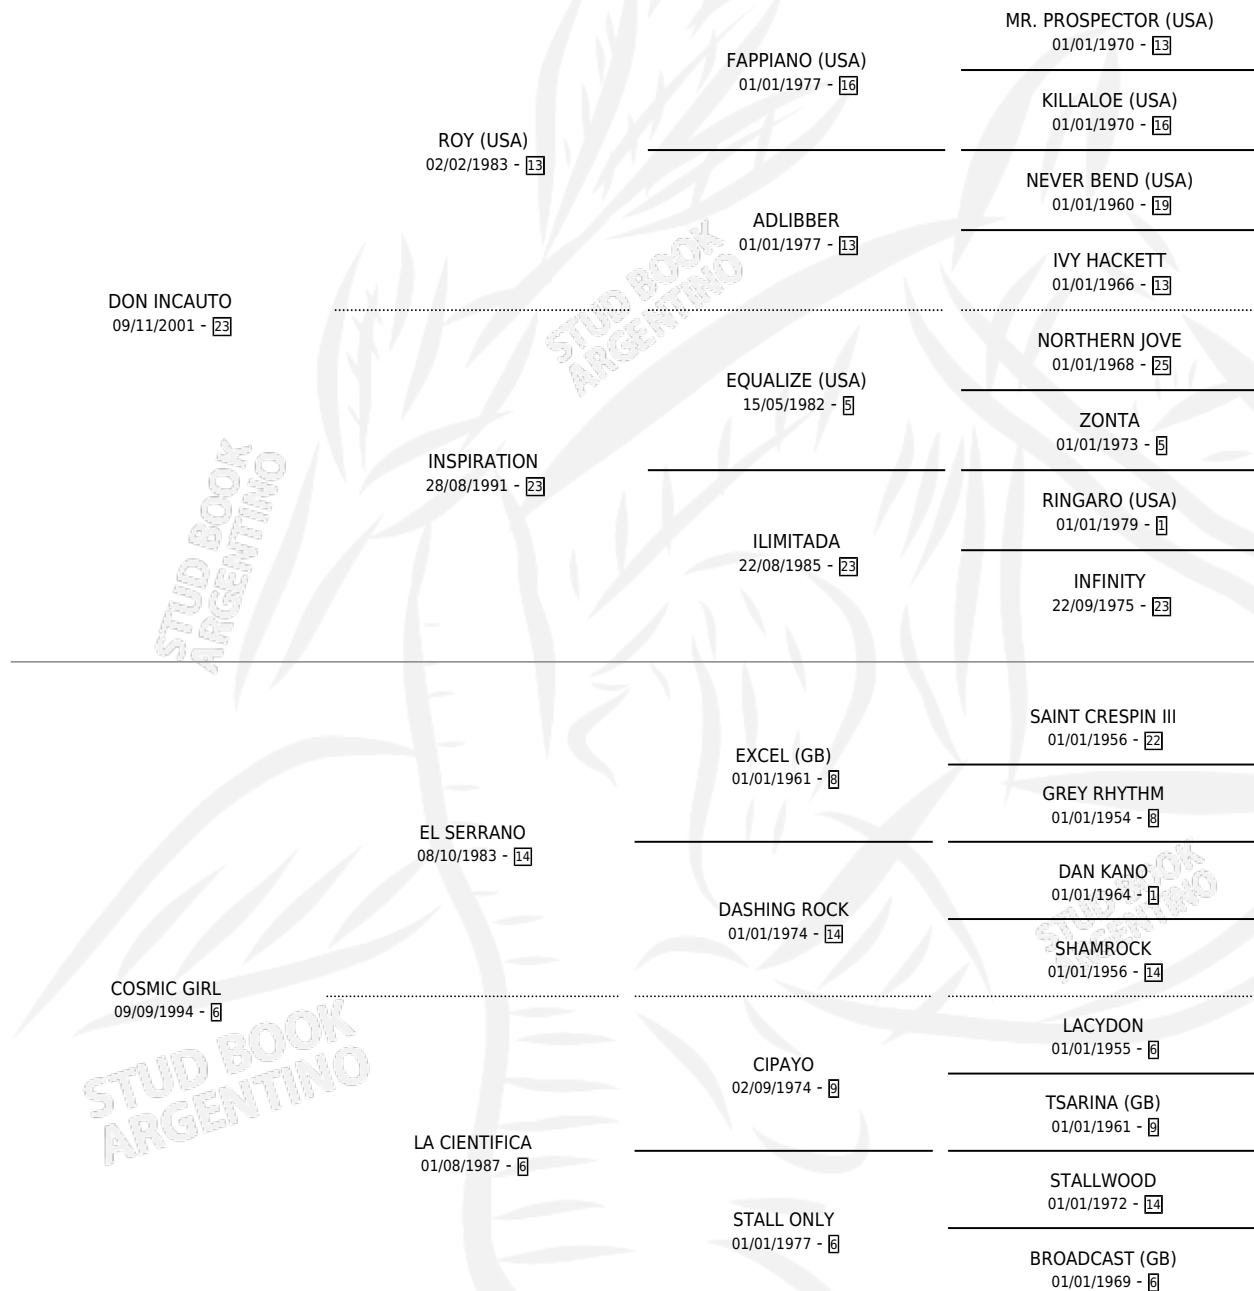 MR. PROSPECTOR (USA)
01/01/1970 - 13
FAPPIANO (USA)
01/01/1977 - 16
KILLALOE (USA)
01/01/1970 - 16
ROY (USA)
02/02/1983 - 13
NEVER BEND (USA)
01/01/1960 - 19
ADLIBBER
01/01/1977 - 13
IVY HACKETT
01/01/1966 - 13
DON INCAUTO
09/11/2001 - 23
NORTHERN JOVE
01/01/1968 - 25
EQUALIZE (USA)
15/05/1982 - 5
ZONTA
01/01/1973 - 5
INSPIRATION
28/08/1991 - 23
RINGARO (USA)
01/01/1979 - 1
ILIMITADA
22/08/1985 - 23
INFINITY
22/09/1975 - 23
SAINT CRESPIN III
01/01/1956 - 22
EXCEL (GB)
01/01/1961 - 8
GREY RHYTHM
01/01/1954 - 8
EL SERRANO
08/10/1983 - 14
DAN KANO
01/01/1964 - 1
DASHING ROCK
01/01/1974 - 14
SHAMROCK
01/01/1956 - 14
COSMIC GIRL
09/09/1994 - 6
LACYDON
01/01/1955 - 6
CIPAYO
02/09/1974 - 9
TSARINA (GB)
01/01/1961 - 9
LA CIENTIFICA
01/08/1987 - 6
STALLWOOD
01/01/1972 - 14
STALL ONLY
01/01/1977 - 6
BROADCAST (GB)
01/01/1969 - 6
STUD BOOK
ARGENTINO
STUD BOOK
ARGENTINO
STUD BOOK
ARGENTINO
STUD BOOK
ARGENTINO